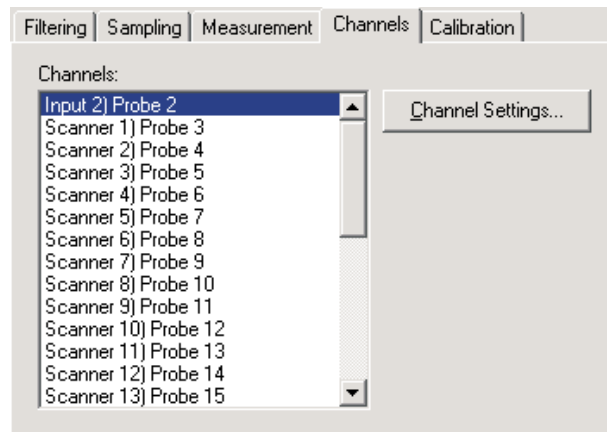 Filtering Sampling Measurement Channels Calibration
Channels:
Input 2) Probe 2
Channel Settings...
Scanner 1) Probe 3
Scanner 2) Probe 4
Scanner 3) Probe 5
Scanner 4) Probe 6
Scanner 5) Probe 7
Scanner 6) Probe 8
Scanner 7) Probe 9
Scanner 8) Probe 10
Scanner 9) Probe 11
Scanner 10) Probe 12
Scanner 11) Probe 13
Scanner 12) Probe 14
Scanner 13) Probe 15